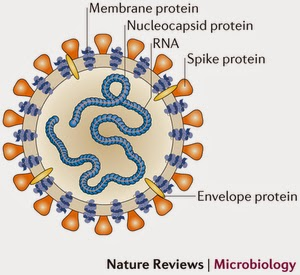 Membrane protein
Nucleocapsid protein
RNA
Spike protein
Envelope protein
Nature Reviews | Microbiology